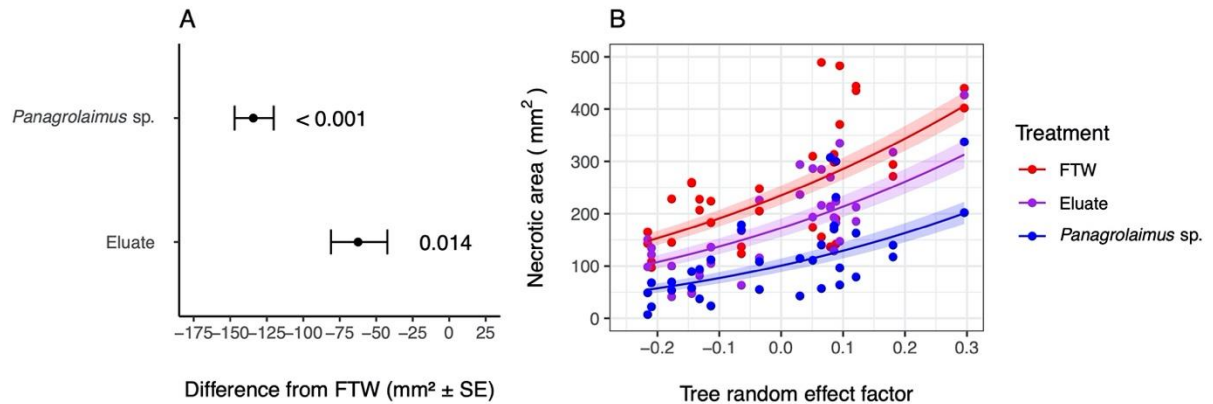 A
Panagrolaimus sp.
< 0.001
Eluate
0.014
−175 −150 −125 −100 −75 −50 −25 0 25
Difference from FTW (mm² ± SE)
B
Necrotic area ( mm² )
500
400
300
200
100
0
−0.2 −0.1 0.0 0.1 0.2 0.3
Tree random effect factor
Treatment
FTW
Eluate
Panagrolaimus sp.